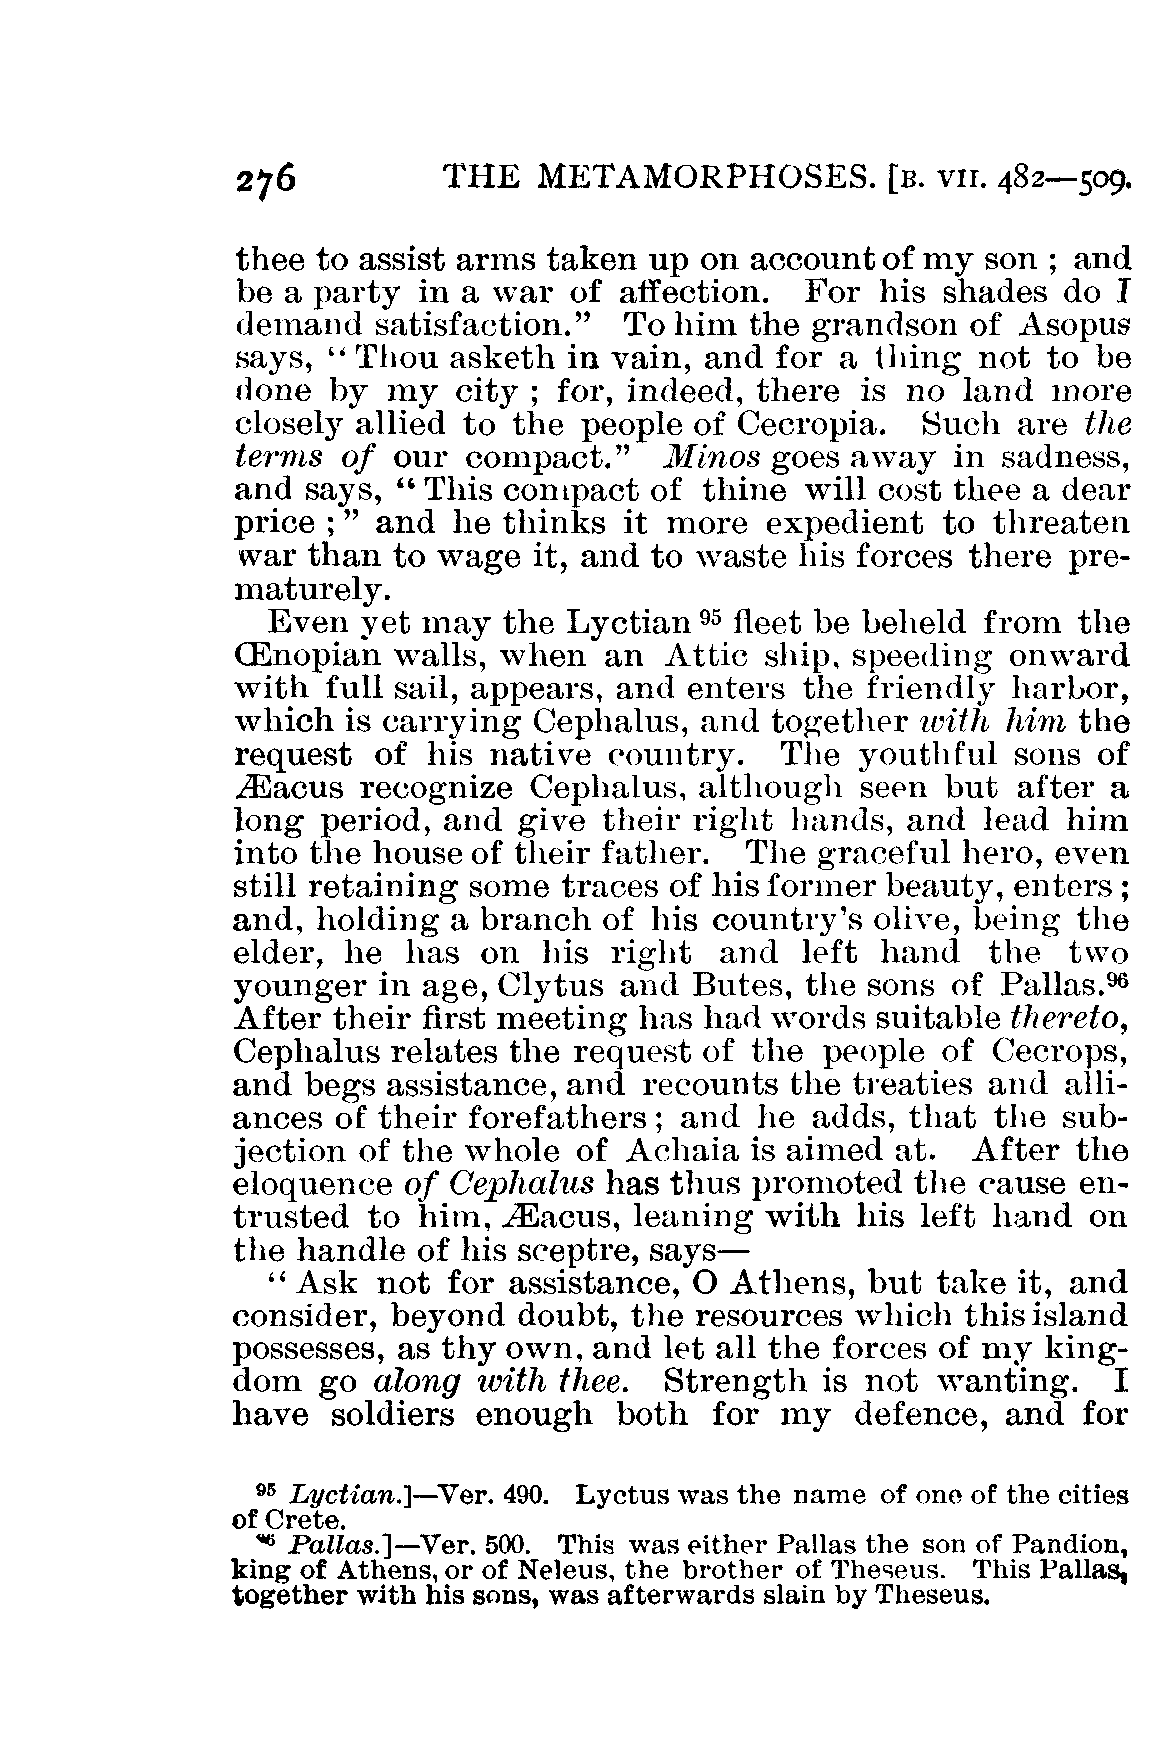 276 THE METAMORPHOSES. [B. VII. 482—509.
thee to assist arms taken up on account of my son ; and
be a party in a war of affection. For his shades do I
demand satisfaction.” To him the grandson of Asopus
says, “ Thou asketh in vain, and for a thing not to be
done by my city ; for, indeed, there is no land more
closely allied to the people of Cecropia. Such are the
terms of our compact.” Minos goes away in sadness,
and says, “ This compact of thine will cost thee a dear
price ; ” and he thinks it more expedient to threaten
war than to wage it, and to waste his forces there pre-
maturely.
Even yet may the Lyctian ⁹⁵ fleet be beheld from the
Œnopian walls, when an Attic ship, speeding onward
with full sail, appears, and enters the friendly harbor,
which is carrying Cephalus, and together with him the
request of his native country. The youthful sons of
Æacus recognize Cephalus, although seen but after a
long period, and give their right hands, and lead him
into the house of their father. The graceful hero, even
still retaining some traces of his former beauty, enters ;
and, holding a branch of his country’s olive, being the
elder, he has on his right and left hand the two
younger in age, Clytus and Butes, the sons of Pallas.⁹⁶
After their first meeting has had words suitable thereto,
Cephalus relates the request of the people of Cecrops,
and begs assistance, and recounts the treaties and alli-
ances of their forefathers ; and he adds, that the sub-
jection of the whole of Achaia is aimed at. After the
eloquence of Cephalus has thus promoted the cause en-
trusted to him, Æacus, leaning with his left hand on
the handle of his sceptre, says—
“ Ask not for assistance, O Athens, but take it, and
consider, beyond doubt, the resources which this island
possesses, as thy own, and let all the forces of my king-
dom go along with thee. Strength is not wanting. I
have soldiers enough both for my defence, and for
⁹⁵ Lyctian.]—Ver. 490. Lyctus was the name of one of the cities
of Crete.
⁹⁶ Pallas.]—Ver. 500. This was either Pallas the son of Pandion,
king of Athens, or of Neleus, the brother of Theseus. This Pallas,
together with his sons, was afterwards slain by Theseus.